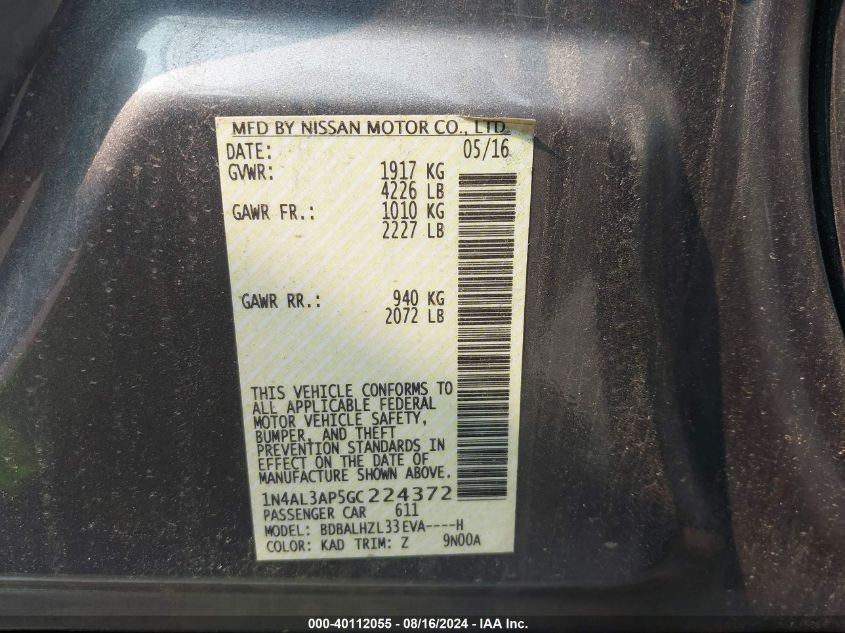 MFD BY NISSAN MOTOR CO., LTD
DATE: 05/16
GVWR: 1917 KG
4226 LB
GAWR FR.: 1010 KG
2227 LB
GAWR RR.: 940 KG
2072 LB
THIS VEHICLE CONFORMS TO
ALL APPLICABLE FEDERAL
MOTOR VEHICLE SAFETY,
BUMPER, AND THEFT
PREVENTION STANDARDS IN
EFFECT ON THE DATE OF
MANUFACTURE SHOWN ABOVE.
1N4AL3AP5GC224372
PASSENGER CAR 611
MODEL: BDBALHZL33EVA----H
COLOR: KAD TRIM: Z 9N00A
000-40112055 - 08/16/2024 - IAA Inc.